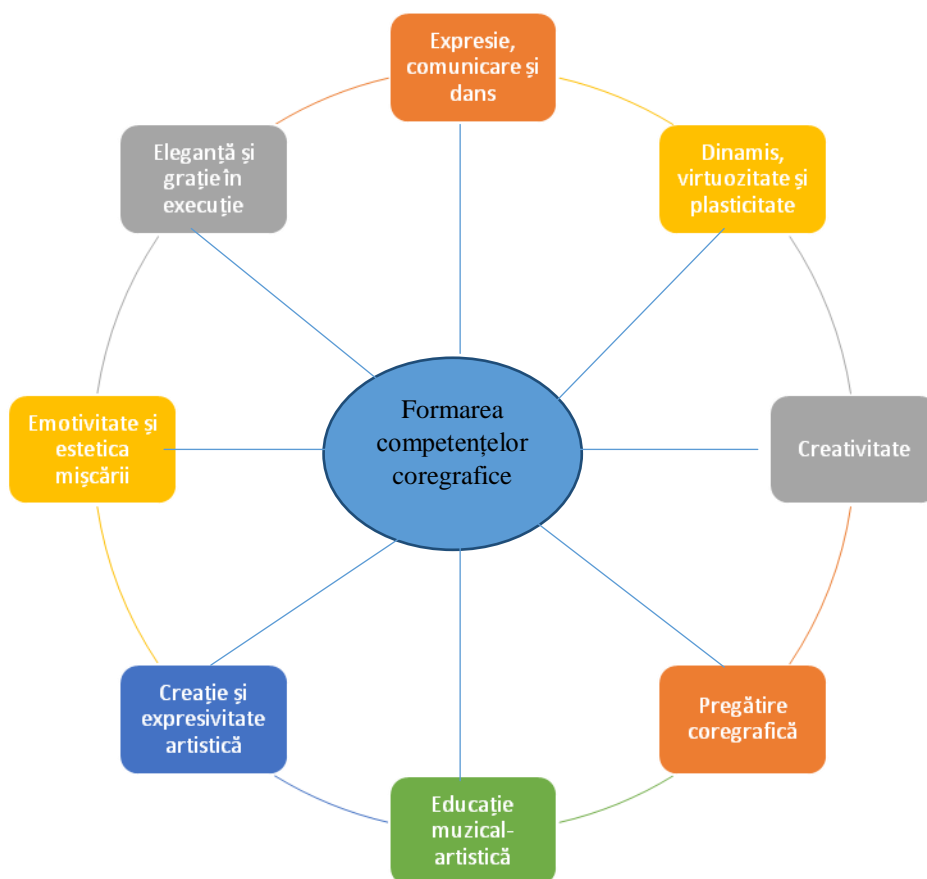 Expresie,
comunicare și
dans
Eleganță și
grație în
execuție
Dinamis,
virtuozitate și
plasticitate
Formarea
competențelor
coregrafice
Emotivitate și
estetica
mișcării
Creativitate
Creație și
expresivitate
artistică
Pregătire
coregrafică
Educație
muzical-
artistică